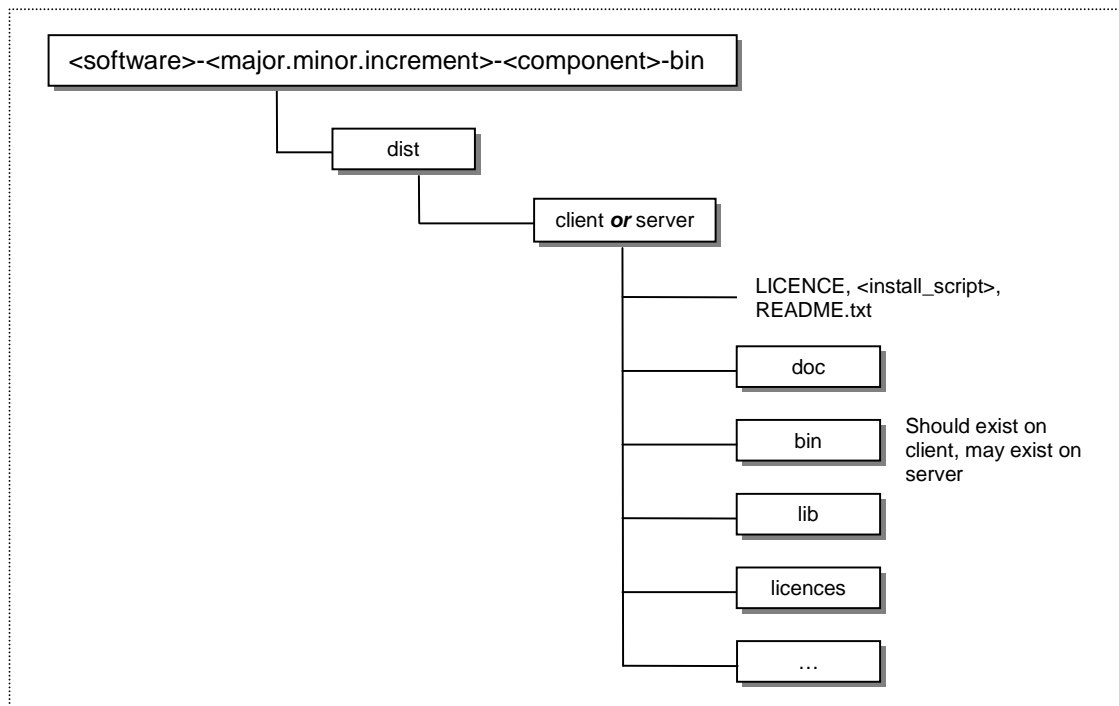 <software>-<major.minor.increment>-<component>-bin
dist
client or server
LICENCE, <install_script>,
README.txt
doc
bin
Should exist on
client, may exist on
server
lib
licences
…